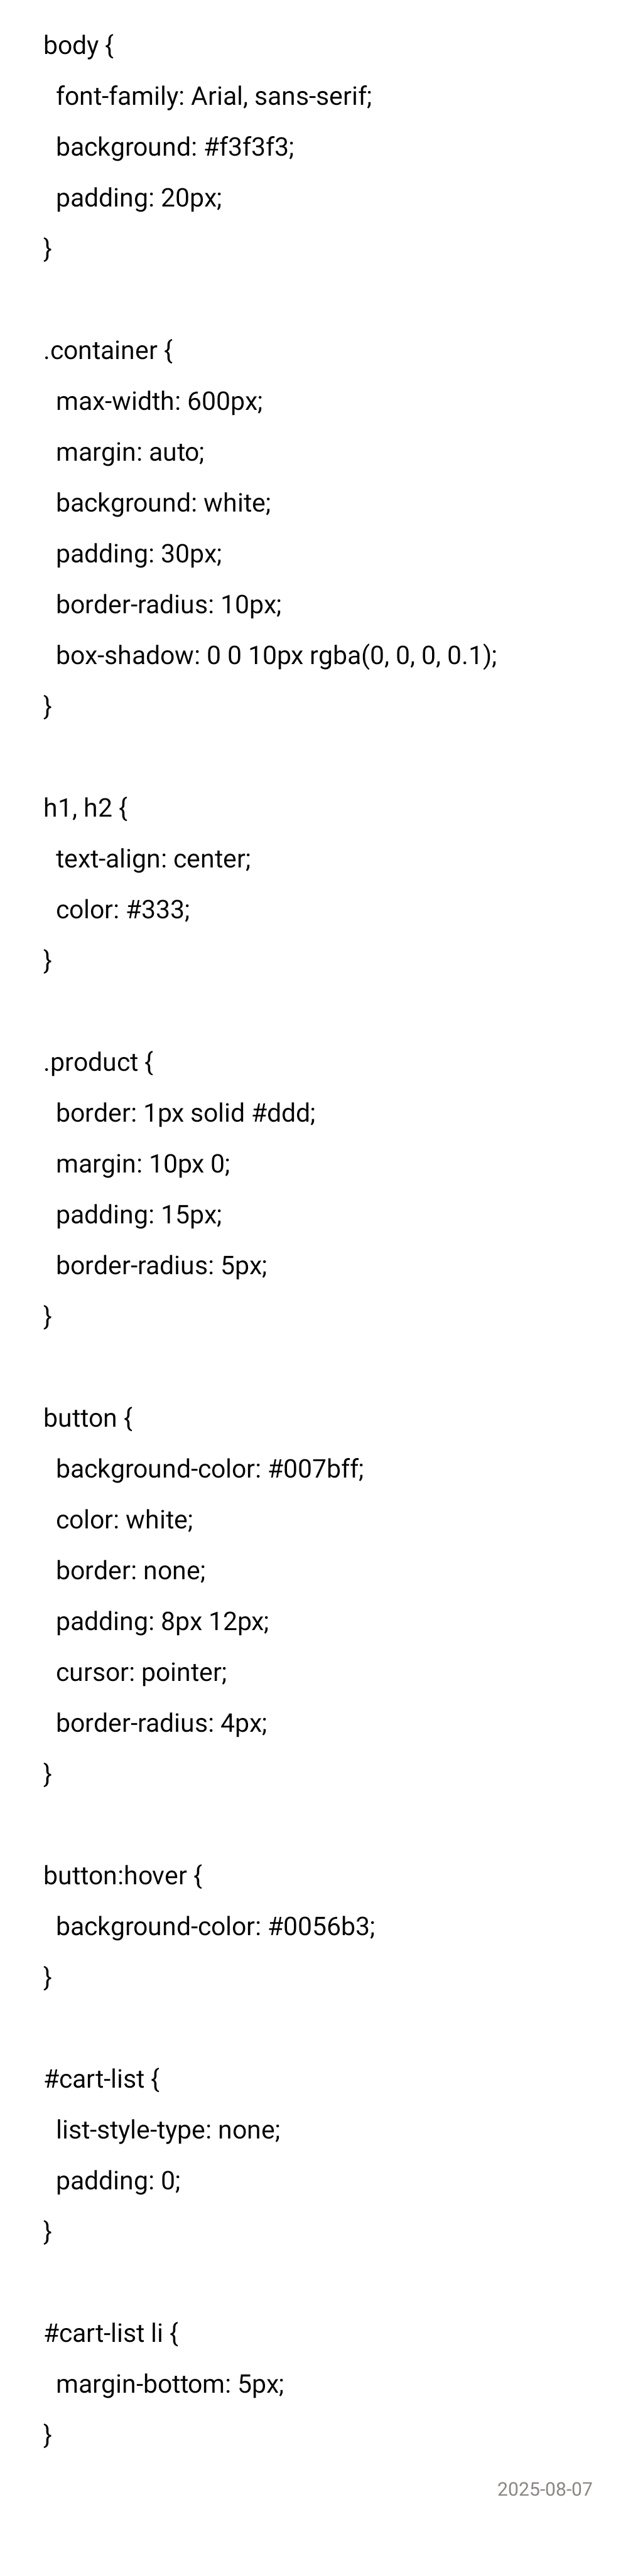 body {
  font-family: Arial, sans-serif;
  background: #f3f3f3;
  padding: 20px;
}

.container {
  max-width: 600px;
  margin: auto;
  background: white;
  padding: 30px;
  border-radius: 10px;
  box-shadow: 0 0 10px rgba(0, 0, 0, 0.1);
}

h1, h2 {
  text-align: center;
  color: #333;
}

.product {
  border: 1px solid #ddd;
  margin: 10px 0;
  padding: 15px;
  border-radius: 5px;
}

button {
  background-color: #007bff;
  color: white;
  border: none;
  padding: 8px 12px;
  cursor: pointer;
  border-radius: 4px;
}

button:hover {
  background-color: #0056b3;
}

#cart-list {
  list-style-type: none;
  padding: 0;
}

#cart-list li {
  margin-bottom: 5px;
}
2025-08-07